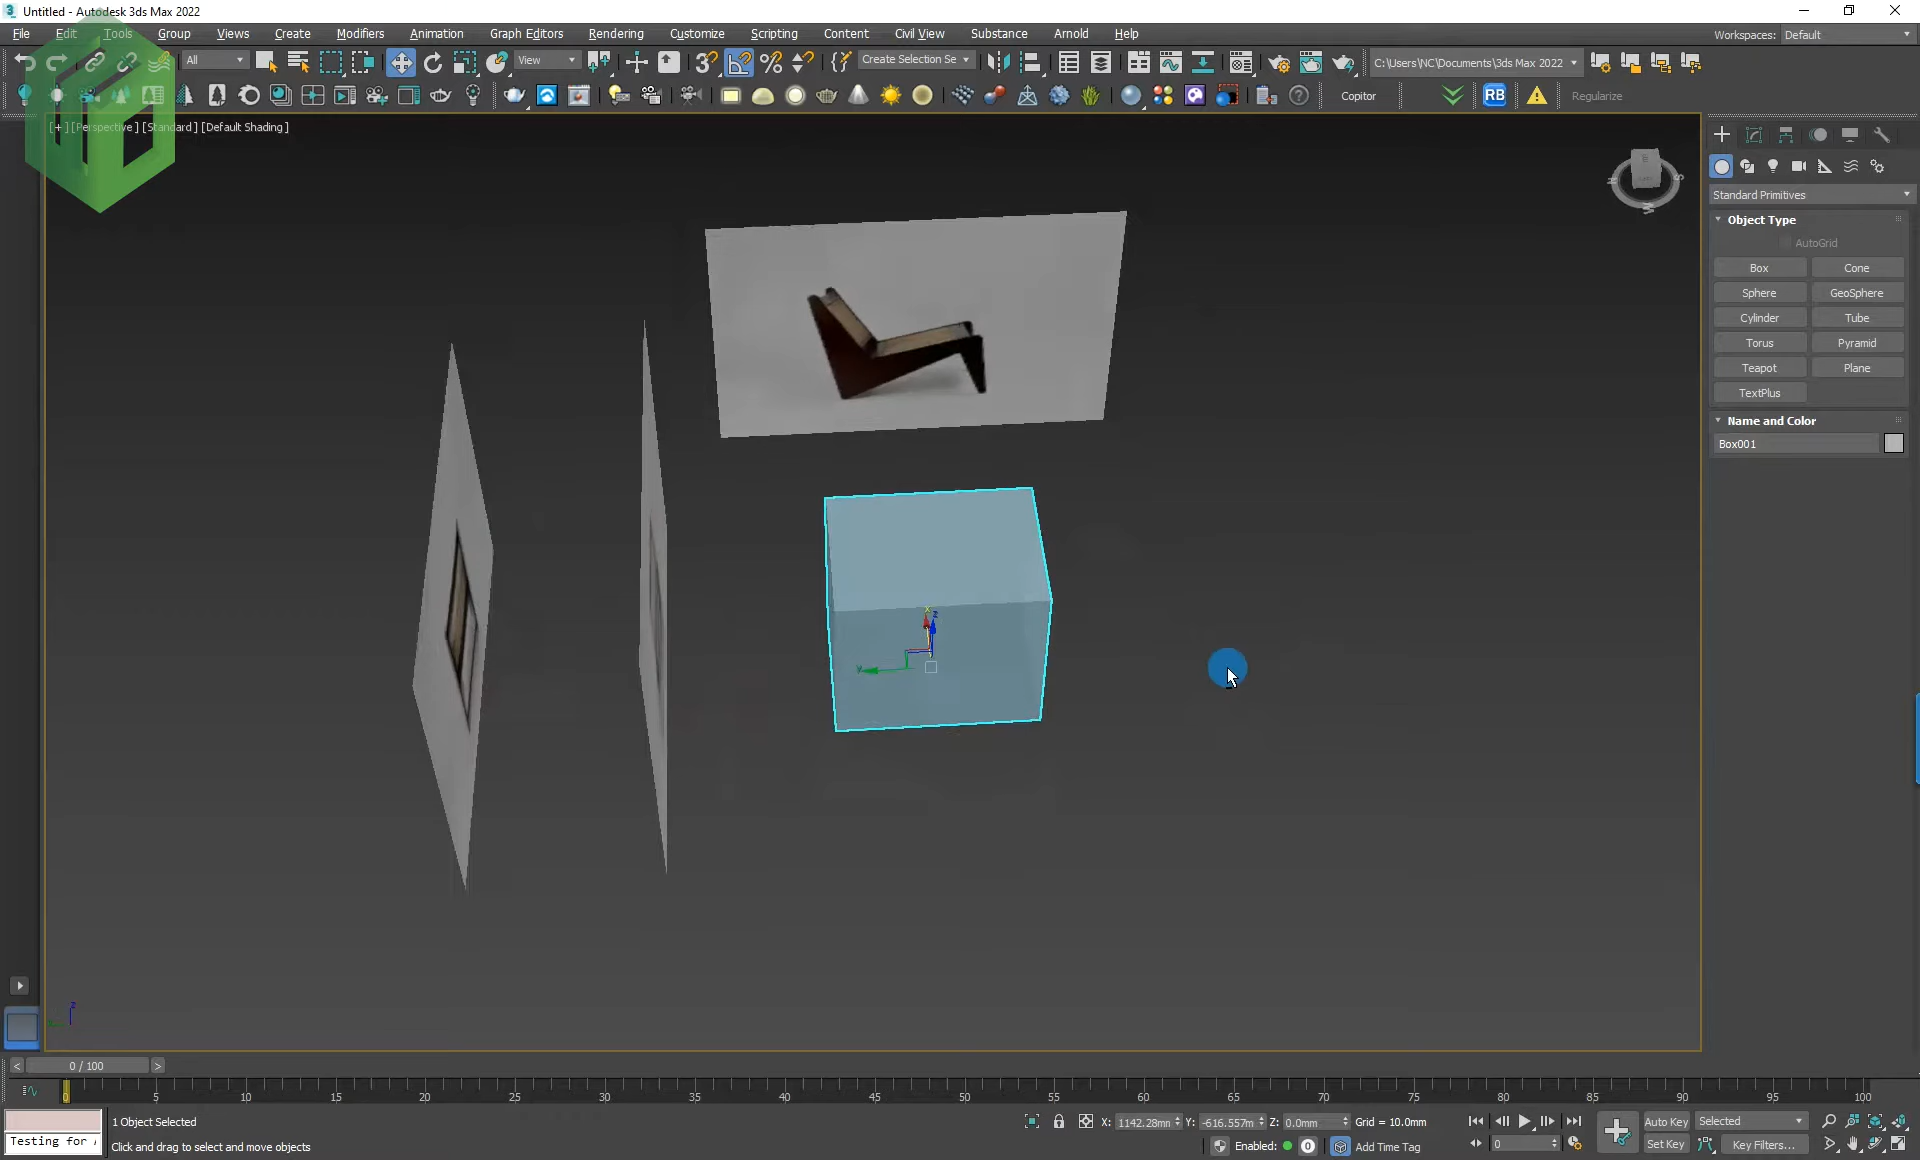 Untitled - Autodesk 3ds Max 2022
File Edit Tools Group Views Create Modifiers Animation Graph Editors Rendering Customize Scripting Content Civil View Substance Arnold Help Workspaces: Default
All View Create Selection Se C:\Users\NC\Documents\3ds Max 2022
Copitor RB Regularize
[+] [Perspective] [Standard] [Default Shading]
Standard Primitives
Object Type
AutoGrid
Box Cone
Sphere GeoSphere
Cylinder Tube
Torus Pyramid
Teapot Plane
TextPlus
Name and Color
Box001
x z
y
z
< 0 / 100 >
0 5 10 15 20 25 30 35 40 45 50 55 60 65 70 75 80 85 90 95 100
1 Object Selected X: 1142.28mm Y: -616.557m Z: 0.0mm Grid = 10.0mm Auto Key Selected
Testing for Click and drag to select and move objects Enabled: 0 Add Time Tag 0 Set Key Key Filters...